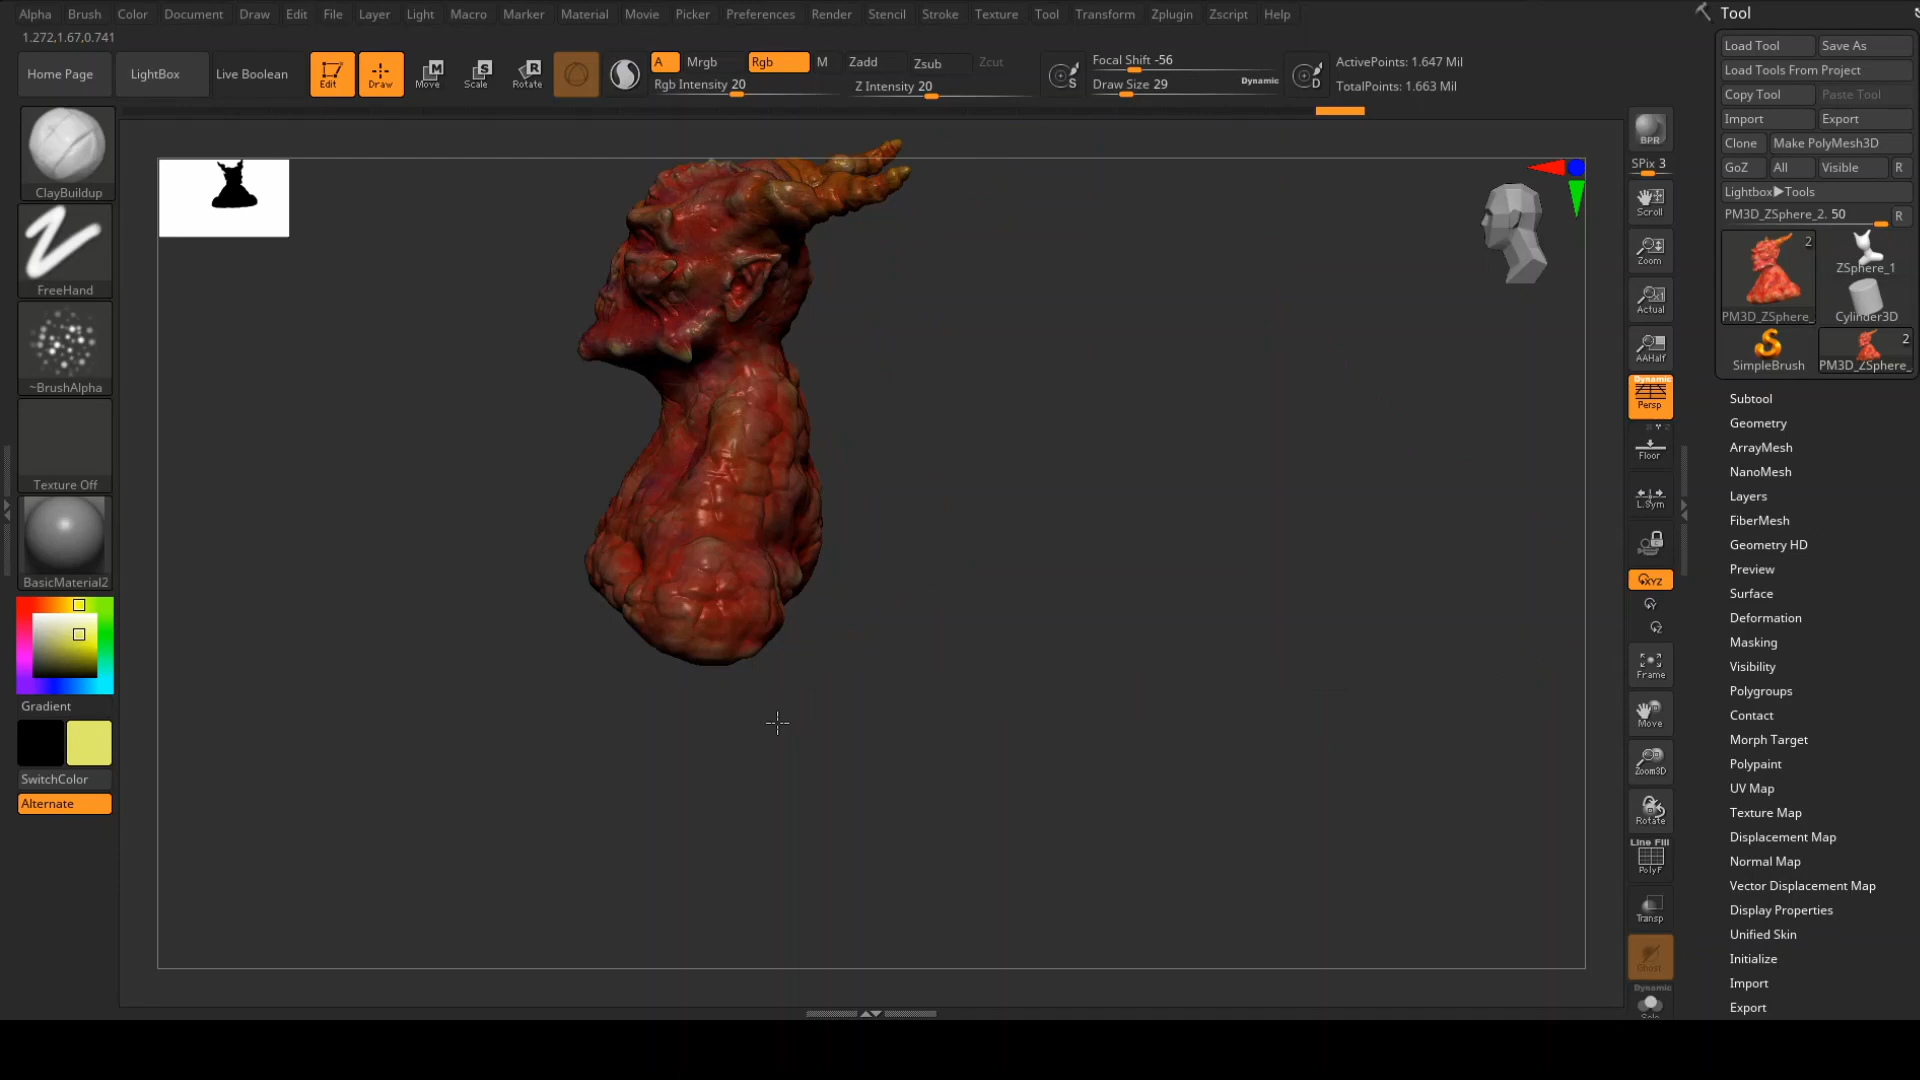 Alpha Brush Color Document Draw Edit File Layer Light Macro Marker Material Movie Picker Preferences Render Stencil Stroke Texture Tool Transform Zplugin Zscript Help
1.272,1.67,0.741
Home Page LightBox Live Boolean Edit Draw Move Scale Rotate
A Mrgb Rgb M Zadd Zsub Zcut
Rgb Intensity 20 Z Intensity 20
Focal Shift -56
Draw Size 29 Dynamic
ActivePoints: 1.647 Mil
TotalPoints: 1.663 Mil
ClayBuildup
FreeHand
~BrushAlpha
Texture Off
BasicMaterial2
Gradient
SwitchColor
Alternate
BPR
SPix 3
Scroll
Zoom
Actual
AAHalf
Dynamic
Persp
Floor
L.Sym
XYZ
Frame
Move
Zoom3D
Rotate
Line Fill
PolyF
Transp
Ghost
Dynamic
Solo
Tool
Load Tool Save As
Load Tools From Project
Copy Tool Paste Tool
Import Export
Clone Make PolyMesh3D
GoZ All Visible R
Lightbox▶Tools
PM3D_ZSphere_2. 50 R
2
ZSphere_1
PM3D_ZSphere_ Cylinder3D
2
SimpleBrush PM3D_ZSphere_
Subtool
Geometry
ArrayMesh
NanoMesh
Layers
FiberMesh
Geometry HD
Preview
Surface
Deformation
Masking
Visibility
Polygroups
Contact
Morph Target
Polypaint
UV Map
Texture Map
Displacement Map
Normal Map
Vector Displacement Map
Display Properties
Unified Skin
Initialize
Import
Export